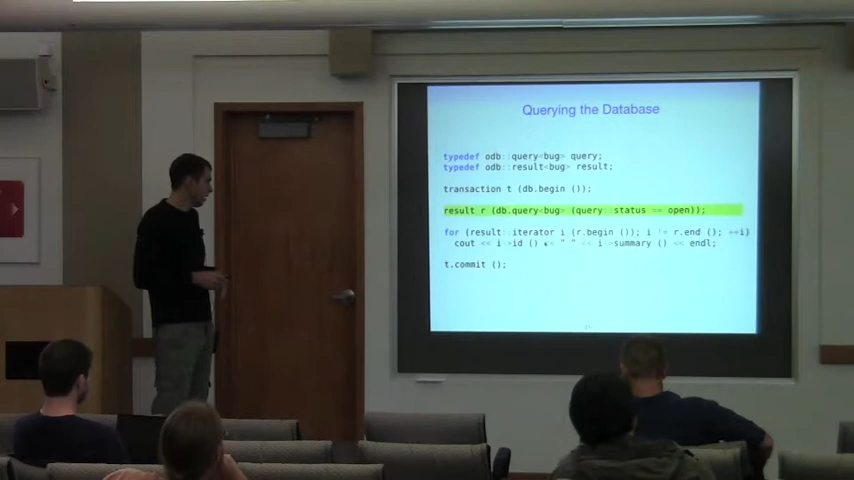 Querying the Database
typedef odb::query<bug> query;
typedef odb::result<bug> result;
transaction t (db.begin ());
result r (db.query<bug> (query::status == open));
for (result::iterator i (r.begin ()); i != r.end (); ++i)
cout << i->id () << " " << i->summary () << endl;
t.commit ();